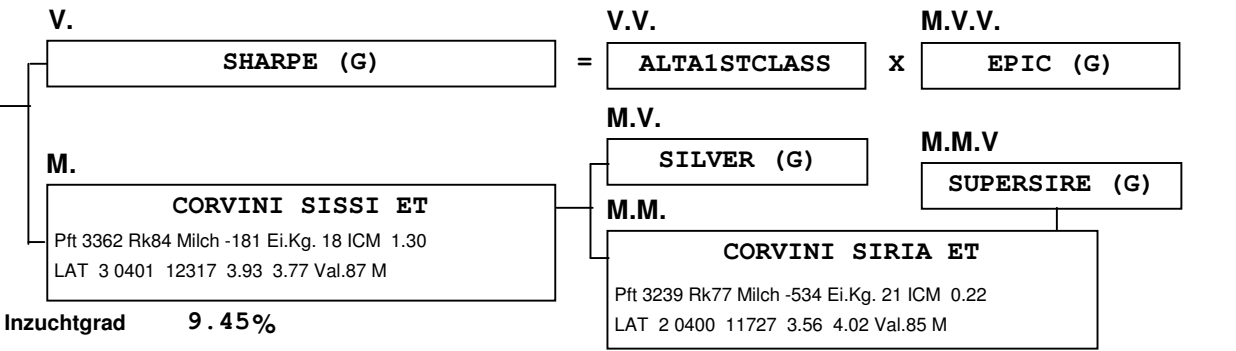 V.
SHARPE (G)
=
V.V.
ALTA1STCLASS
X
M.V.V.
EPIC (G)
M.
CORVINI SISSI ET
Pft 3362 Rk84 Milch -181 Ei.Kg. 18 ICM 1.30
LAT 3 0401 12317 3.93 3.77 Val.87 M
M.V.
SILVER (G)
M.M.V
SUPERSIRE (G)
M.M.
CORVINI SIRIA ET
Pft 3239 Rk77 Milch -534 Ei.Kg. 21 ICM 0.22
LAT 2 0400 11727 3.56 4.02 Val.85 M
Inzuchtgrad 9.45%